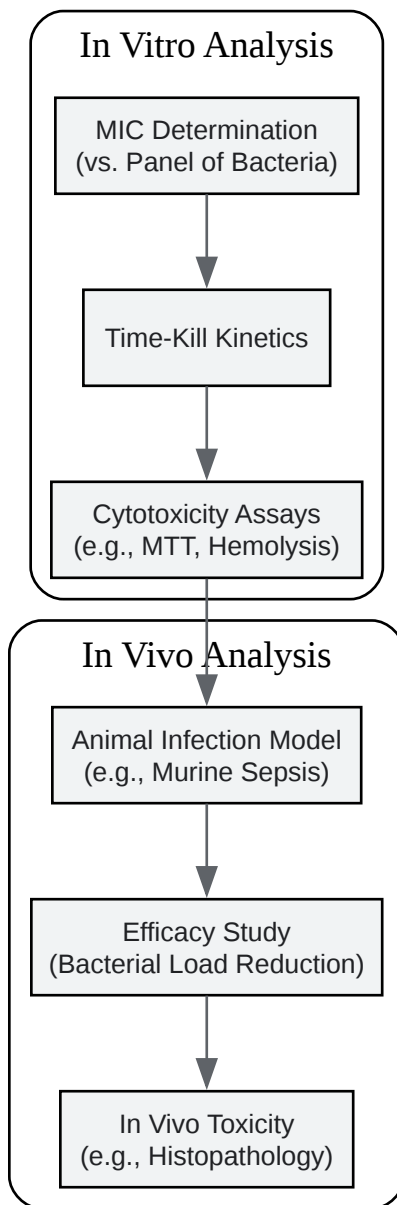 In Vitro Analysis
MIC Determination
(vs. Panel of Bacteria)
Time-Kill Kinetics
Cytotoxicity Assays
(e.g., MTT, Hemolysis)
In Vivo Analysis
Animal Infection Model
(e.g., Murine Sepsis)
Efficacy Study
(Bacterial Load Reduction)
In Vivo Toxicity
(e.g., Histopathology)